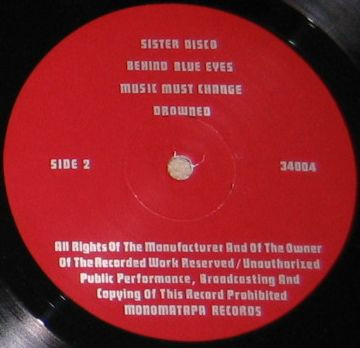 SISTER DISCO
BEHIND BLUE EYES
MUSIC MUST CHANGE
DROWNED
SIDE 2
34004
All Rights Of The Manufacturer And Of The Owner
Of The Recorded Work Reserved/Unauthorized
Public Performance, Broadcasting And
Copying Of This Record Prohibited
MONOMATAPA RECORDS